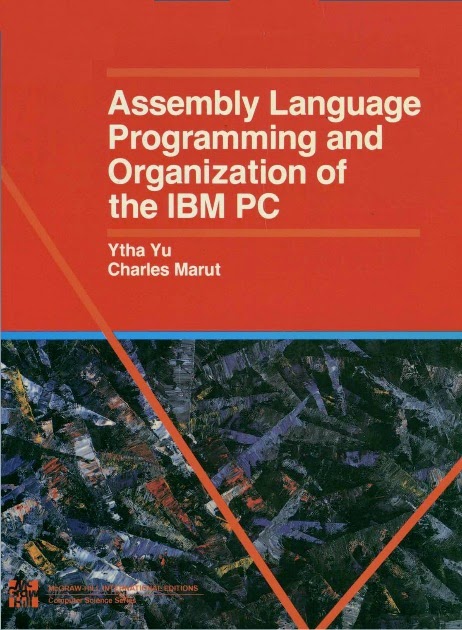 Assembly Language
Programming and
Organization of
the IBM PC
Ytha Yu
Charles Marut
McGRAW-HILL INTERNATIONAL EDITIONS
Computer Science Series